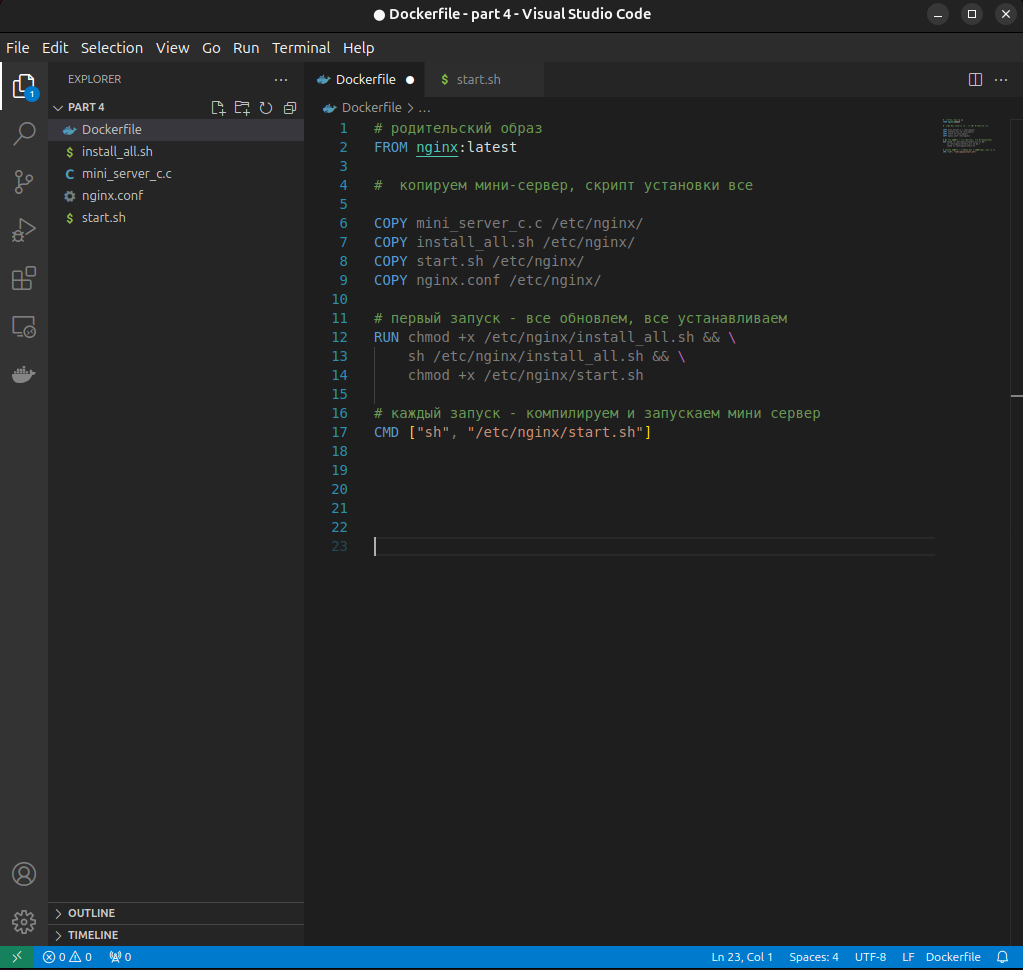 ● Dockerfile - part 4 - Visual Studio Code
File Edit Selection View Go Run Terminal Help
EXPLORER
PART 4
Dockerfile
$ install_all.sh
C mini_server_c.c
nginx.conf
$ start.sh
OUTLINE
TIMELINE
1
Dockerfile ●
$ start.sh
Dockerfile > ...
1 # родительский образ
2 FROM nginx:latest
3
4 #  копируем мини-сервер, скрипт установки все
5
6 COPY mini_server_c.c /etc/nginx/
7 COPY install_all.sh /etc/nginx/
8 COPY start.sh /etc/nginx/
9 COPY nginx.conf /etc/nginx/
10
11 # первый запуск - все обновлем, все устанавливаем
12 RUN chmod +x /etc/nginx/install_all.sh && \
13     sh /etc/nginx/install_all.sh && \
14     chmod +x /etc/nginx/start.sh
15
16 # каждый запуск - компилируем и запускаем мини сервер
17 CMD ["sh", "/etc/nginx/start.sh"]
18
19
20
21
22
23
0 0 0 Ln 23, Col 1 Spaces: 4 UTF-8 LF Dockerfile